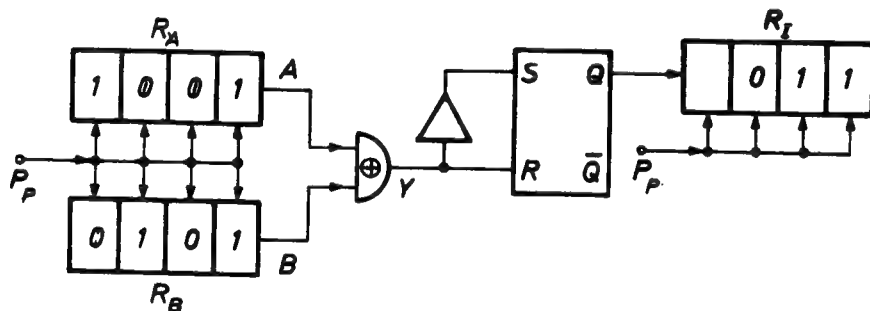 R_A
R_I
1 0 0 1
A
0 1 1
S Q
P_P
⊕
Y
R Q̄
P_P.
0 1 0 1
B
R_B